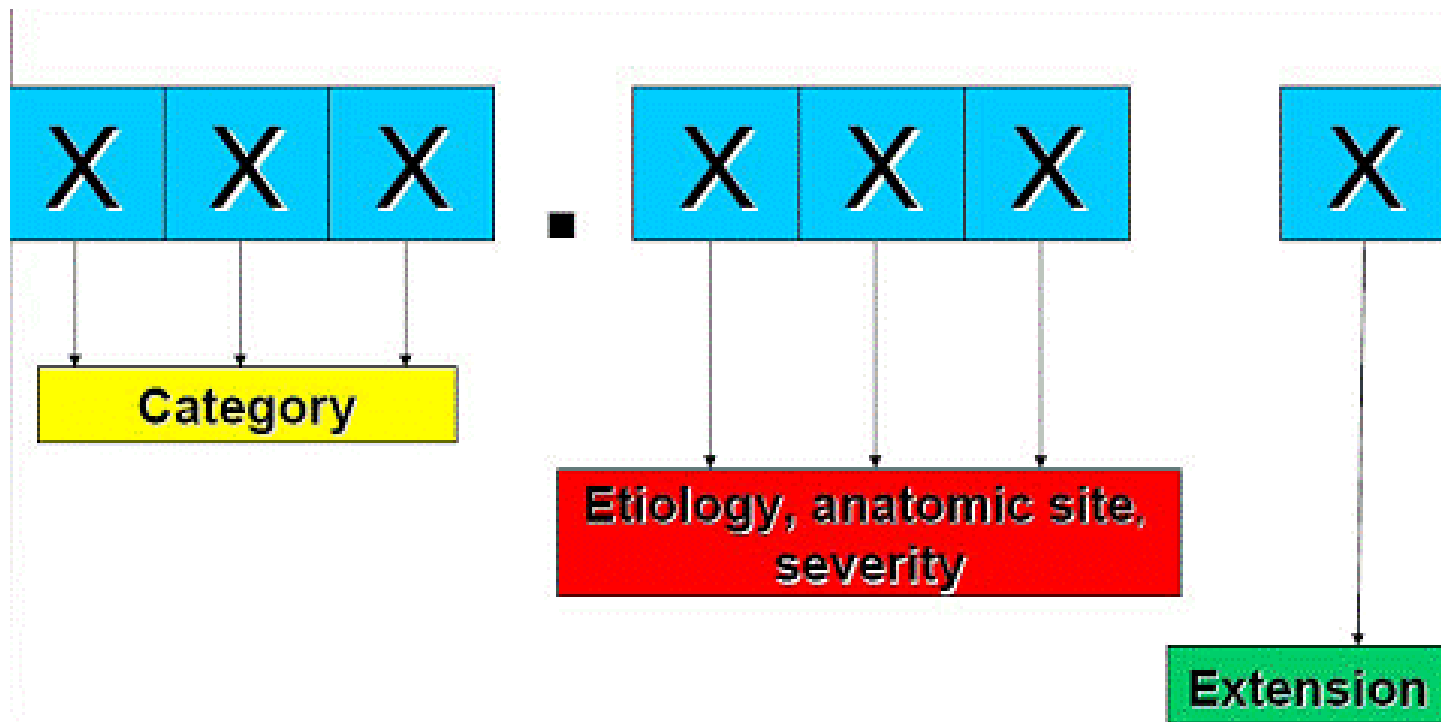 X X X . X X X X
Category
Etiology, anatomic site,
severity
Extension